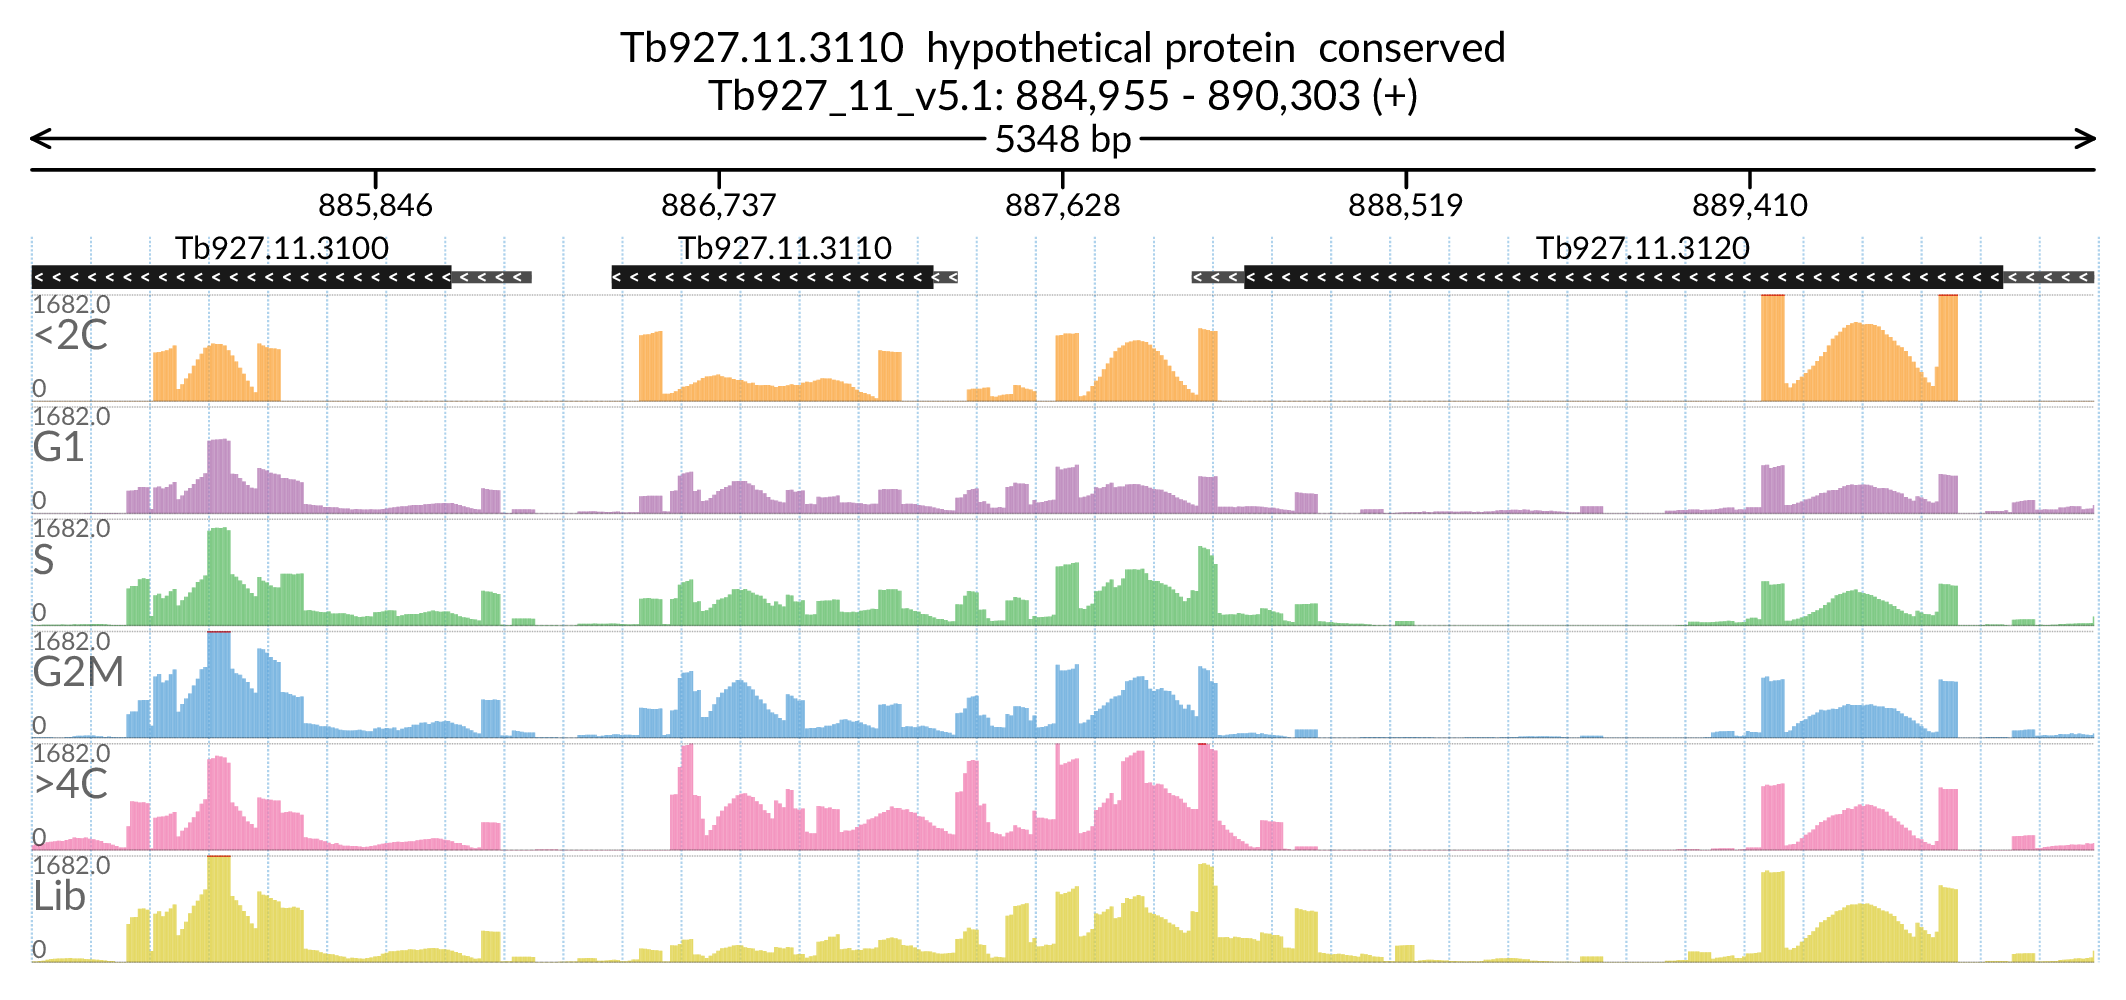 Tb927.11.3110 hypothetical protein conserved
Tb927_11_v5.1: 884,955 - 890,303 (+)
5348 bp
885,846 886,737 887,628 888,519 889,410
Tb927.11.3100 Tb927.11.3110 Tb927.11.3120
1682.0
<2C
0
1682.0
G1
0
1682.0
S
0
1682.0
G2M
0
1682.0
>4C
0
1682.0
Lib
0